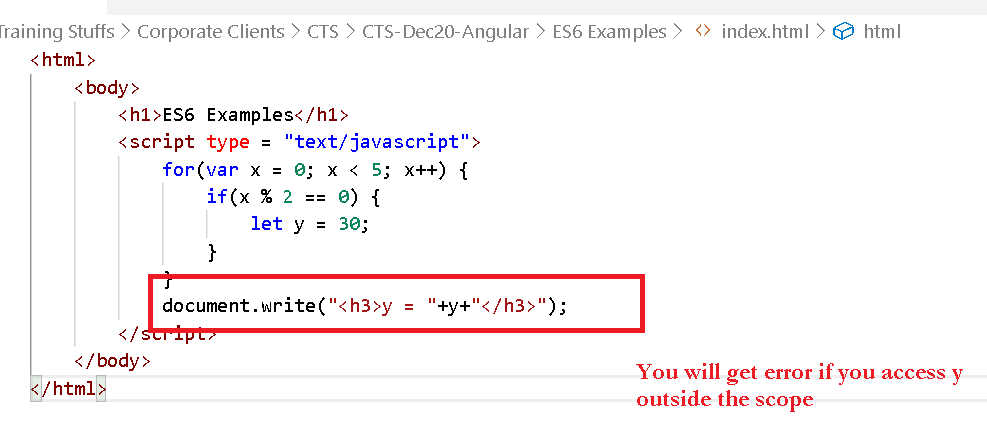 Training Stuffs > Corporate Clients > CTS > CTS-Dec20-Angular > ES6 Examples > <> index.html > html
<html>
<body>
<h1>ES6 Examples</h1>
<script type = "text/javascript">
for(var x = 0; x < 5; x++) {
if(x % 2 == 0) {
let y = 30;
}
}
document.write("<h3>y = "+y+"</h3>");
</script>
</body>
</html>
You will get error if you access y
outside the scope